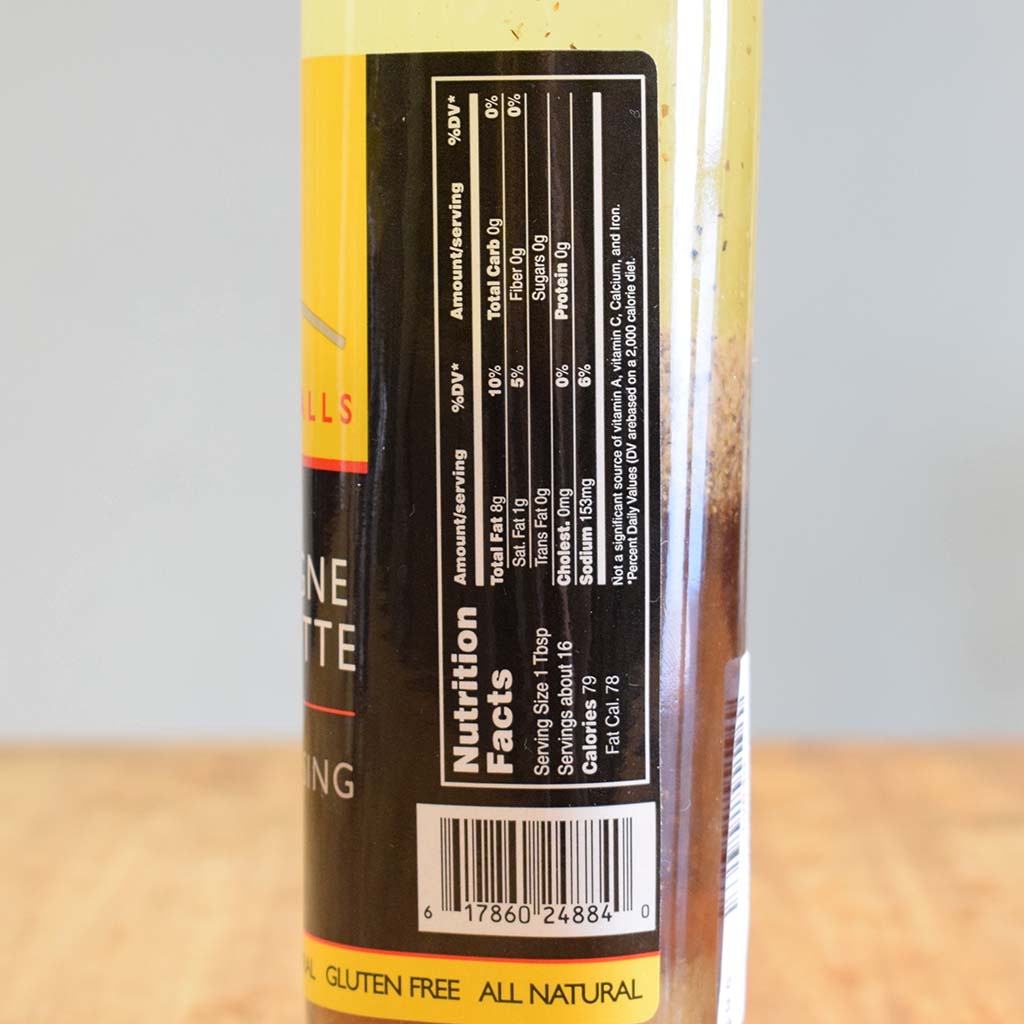 LLS
GNE
TTE
SING
Nutrition
Facts
Serving Size 1 Tbsp
Servings about 16
Calories 79
Fat Cal. 78
Amount/serving %DV*
Total Fat 8g 10%
Sat. Fat 1g 5%
Trans Fat 0g
Cholest. 0mg 0%
Sodium 153mg 6%
Amount/serving %DV*
Total Carb 0g 0%
Fiber 0g 0%
Sugars 0g
Protein 0g
Not a significant source of vitamin A, vitamin C, Calcium, and Iron.
*Percent Daily Values (DV arebased on a 2,000 calorie diet.
6 17860 24884 0
AL GLUTEN FREE ALL NATURAL